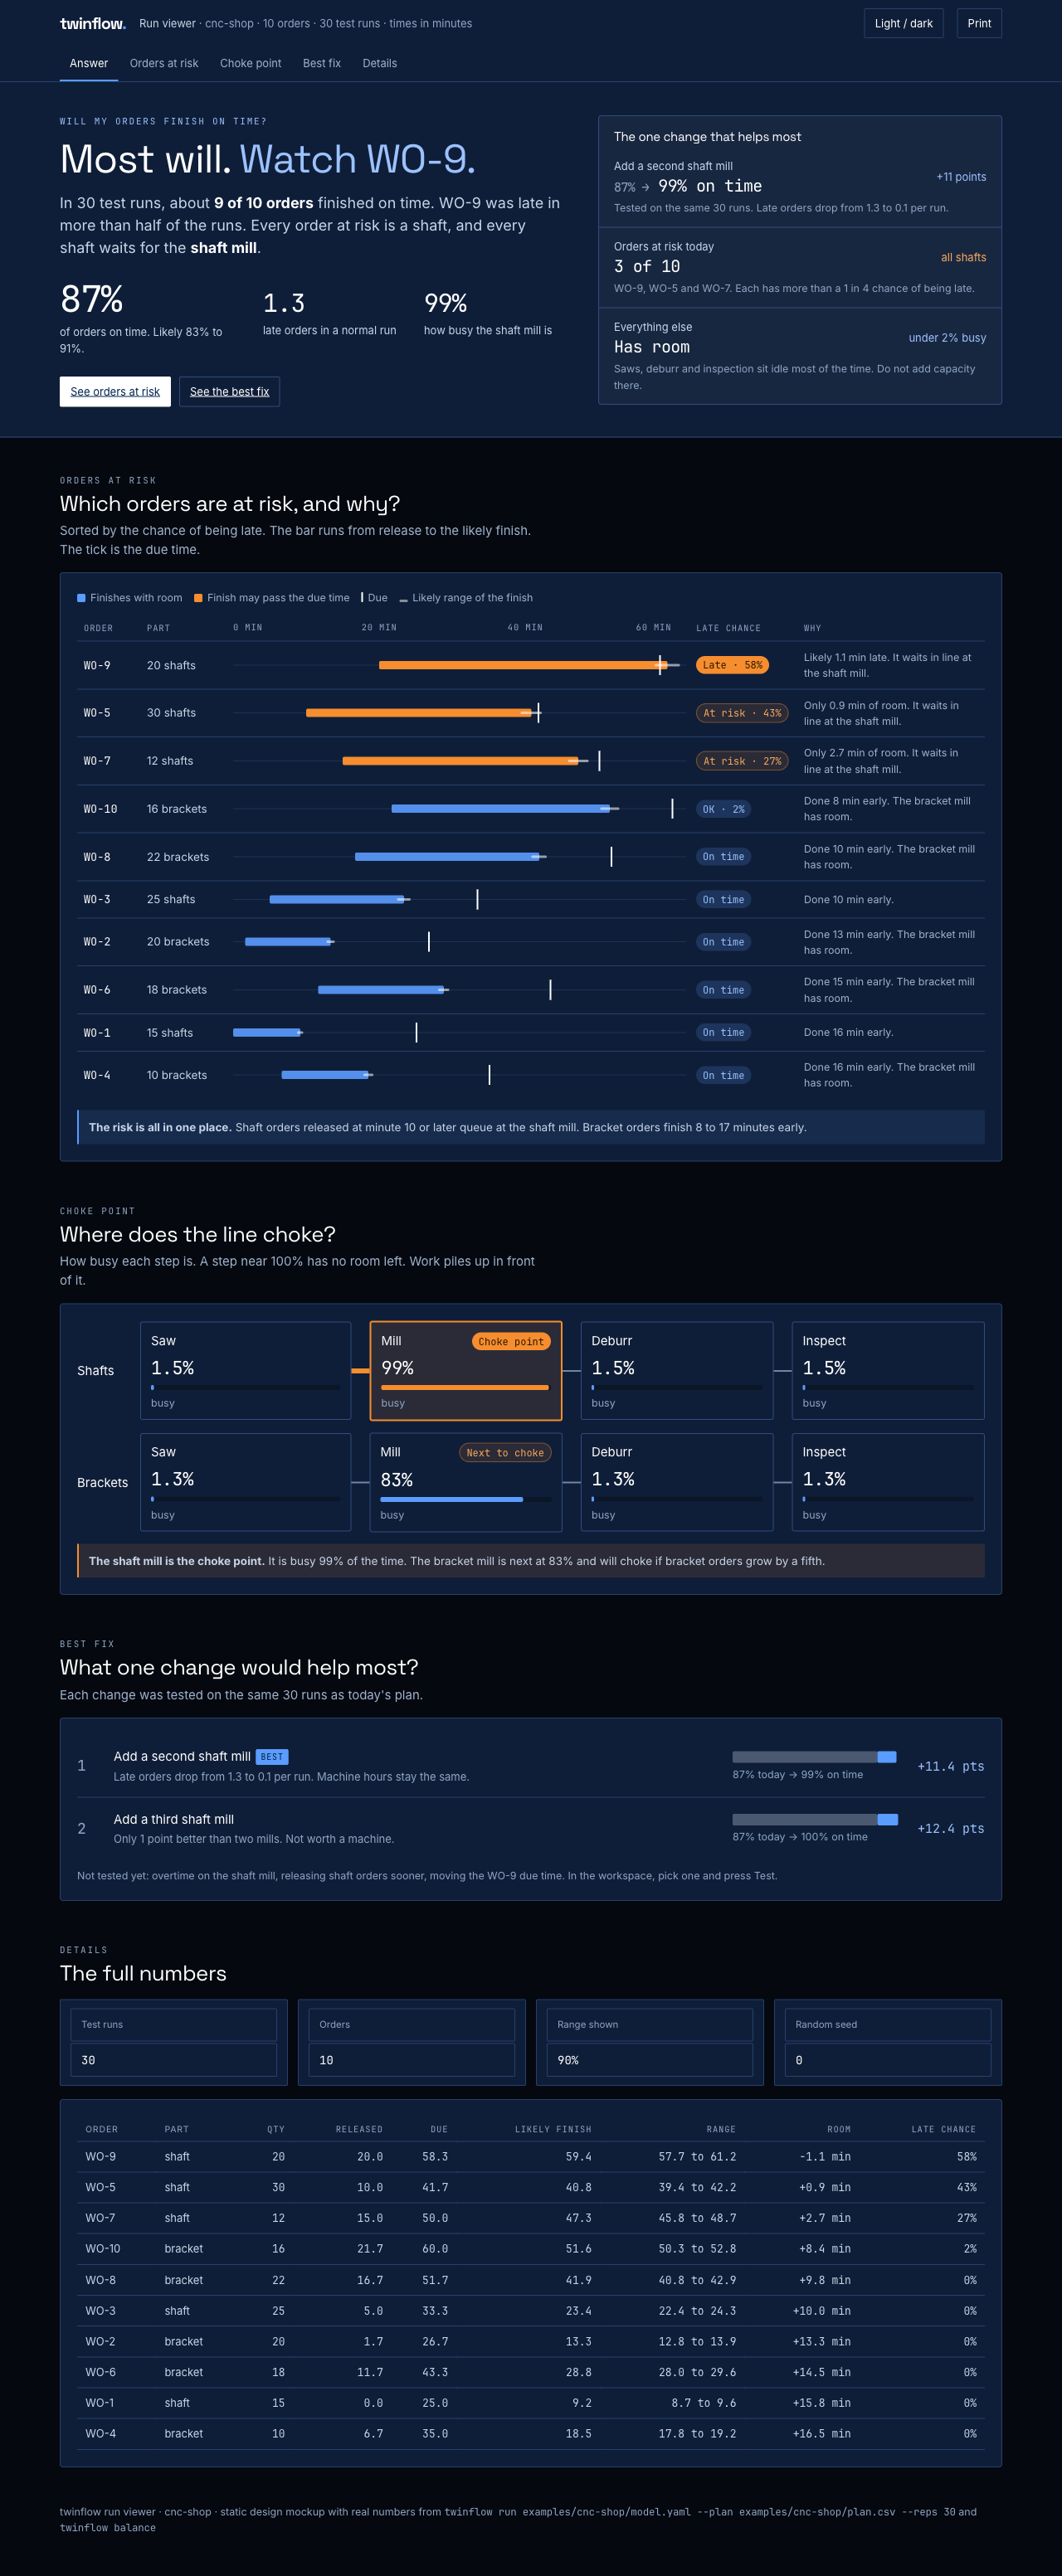 twinflow.
Run viewer · cnc-shop · 10 orders · 30 test runs · times in minutes
Light / dark
Print
Answer
Orders at risk
Choke point
Best fix
Details
WILL MY ORDERS FINISH ON TIME?
Most will. Watch WO-9.
In 30 test runs, about 9 of 10 orders finished on time. WO-9 was late in
more than half of the runs. Every order at risk is a shaft, and every
shaft waits for the shaft mill.
87%
of orders on time. Likely 83% to
91%.
1.3
late orders in a normal run
99%
how busy the shaft mill is
See orders at risk
See the best fix
The one change that helps most
Add a second shaft mill
87% → 99% on time
+11 points
Tested on the same 30 runs. Late orders drop from 1.3 to 0.1 per run.
Orders at risk today
3 of 10
all shafts
WO-9, WO-5 and WO-7. Each has more than a 1 in 4 chance of being late.
Everything else
Has room
under 2% busy
Saws, deburr and inspection sit idle most of the time. Do not add capacity
there.
ORDERS AT RISK
Which orders are at risk, and why?
Sorted by the chance of being late. The bar runs from release to the likely finish.
The tick is the due time.
Finishes with room
Finish may pass the due time
Due
Likely range of the finish
ORDER PART 0 MIN 20 MIN 40 MIN 60 MIN LATE CHANCE WHY
WO-9 20 shafts Late · 58% Likely 1.1 min late. It waits in line at
the shaft mill.
WO-5 30 shafts At risk · 43% Only 0.9 min of room. It waits in
line at the shaft mill.
WO-7 12 shafts At risk · 27% Only 2.7 min of room. It waits in
line at the shaft mill.
WO-10 16 brackets OK · 2% Done 8 min early. The bracket mill
has room.
WO-8 22 brackets On time Done 10 min early. The bracket mill
has room.
WO-3 25 shafts On time Done 10 min early.
WO-2 20 brackets On time Done 13 min early. The bracket mill
has room.
WO-6 18 brackets On time Done 15 min early. The bracket mill
has room.
WO-1 15 shafts On time Done 16 min early.
WO-4 10 brackets On time Done 16 min early. The bracket mill
has room.
The risk is all in one place. Shaft orders released at minute 10 or later queue at the shaft mill. Bracket orders finish 8 to 17 minutes early.
CHOKE POINT
Where does the line choke?
How busy each step is. A step near 100% has no room left. Work piles up in front
of it.
Shafts
Saw
1.5%
busy
Mill
Choke point
99%
busy
Deburr
1.5%
busy
Inspect
1.5%
busy
Brackets
Saw
1.3%
busy
Mill
Next to choke
83%
busy
Deburr
1.3%
busy
Inspect
1.3%
busy
The shaft mill is the choke point. It is busy 99% of the time. The bracket mill is next at 83% and will choke if bracket orders grow by a fifth.
BEST FIX
What one change would help most?
Each change was tested on the same 30 runs as today's plan.
1
Add a second shaft mill BEST
Late orders drop from 1.3 to 0.1 per run. Machine hours stay the same.
87% today → 99% on time
+11.4 pts
2
Add a third shaft mill
Only 1 point better than two mills. Not worth a machine.
87% today → 100% on time
+12.4 pts
Not tested yet: overtime on the shaft mill, releasing shaft orders sooner, moving the WO-9 due time. In the workspace, pick one and press Test.
DETAILS
The full numbers
Test runs
30
Orders
10
Range shown
90%
Random seed
0
ORDER PART QTY RELEASED DUE LIKELY FINISH RANGE ROOM LATE CHANCE
WO-9 shaft 20 20.0 58.3 59.4 57.7 to 61.2 -1.1 min 58%
WO-5 shaft 30 10.0 41.7 40.8 39.4 to 42.2 +0.9 min 43%
WO-7 shaft 12 15.0 50.0 47.3 45.8 to 48.7 +2.7 min 27%
WO-10 bracket 16 21.7 60.0 51.6 50.3 to 52.8 +8.4 min 2%
WO-8 bracket 22 16.7 51.7 41.9 40.8 to 42.9 +9.8 min 0%
WO-3 shaft 25 5.0 33.3 23.4 22.4 to 24.3 +10.0 min 0%
WO-2 bracket 20 1.7 26.7 13.3 12.8 to 13.9 +13.3 min 0%
WO-6 bracket 18 11.7 43.3 28.8 28.0 to 29.6 +14.5 min 0%
WO-1 shaft 15 0.0 25.0 9.2 8.7 to 9.6 +15.8 min 0%
WO-4 bracket 10 6.7 35.0 18.5 17.8 to 19.2 +16.5 min 0%
twinflow run viewer · cnc-shop · static design mockup with real numbers from twinflow run examples/cnc-shop/model.yaml --plan examples/cnc-shop/plan.csv --reps 30 and
twinflow balance